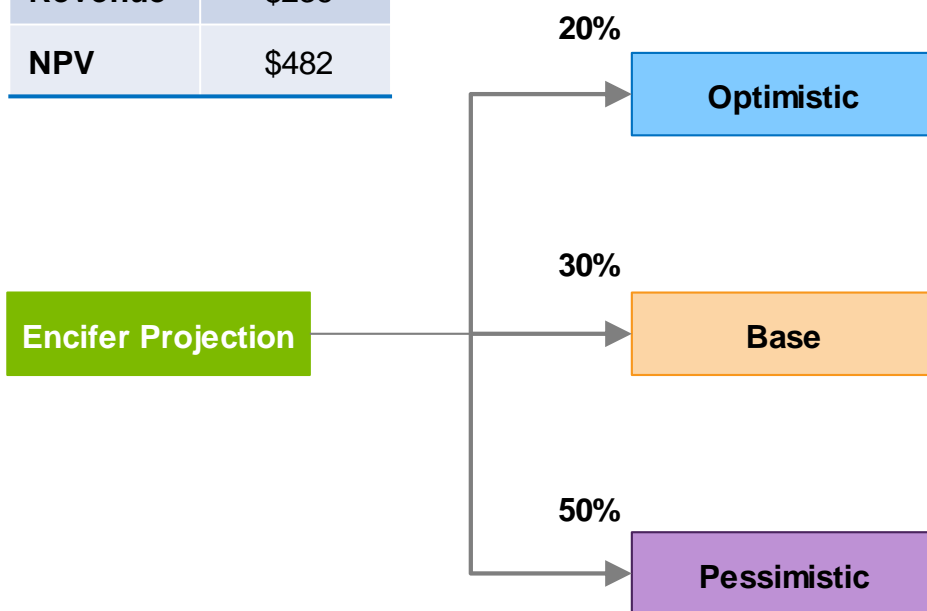 NPV $482
20%
Optimistic
30%
Encifer Projection
Base
50%
Pessimistic